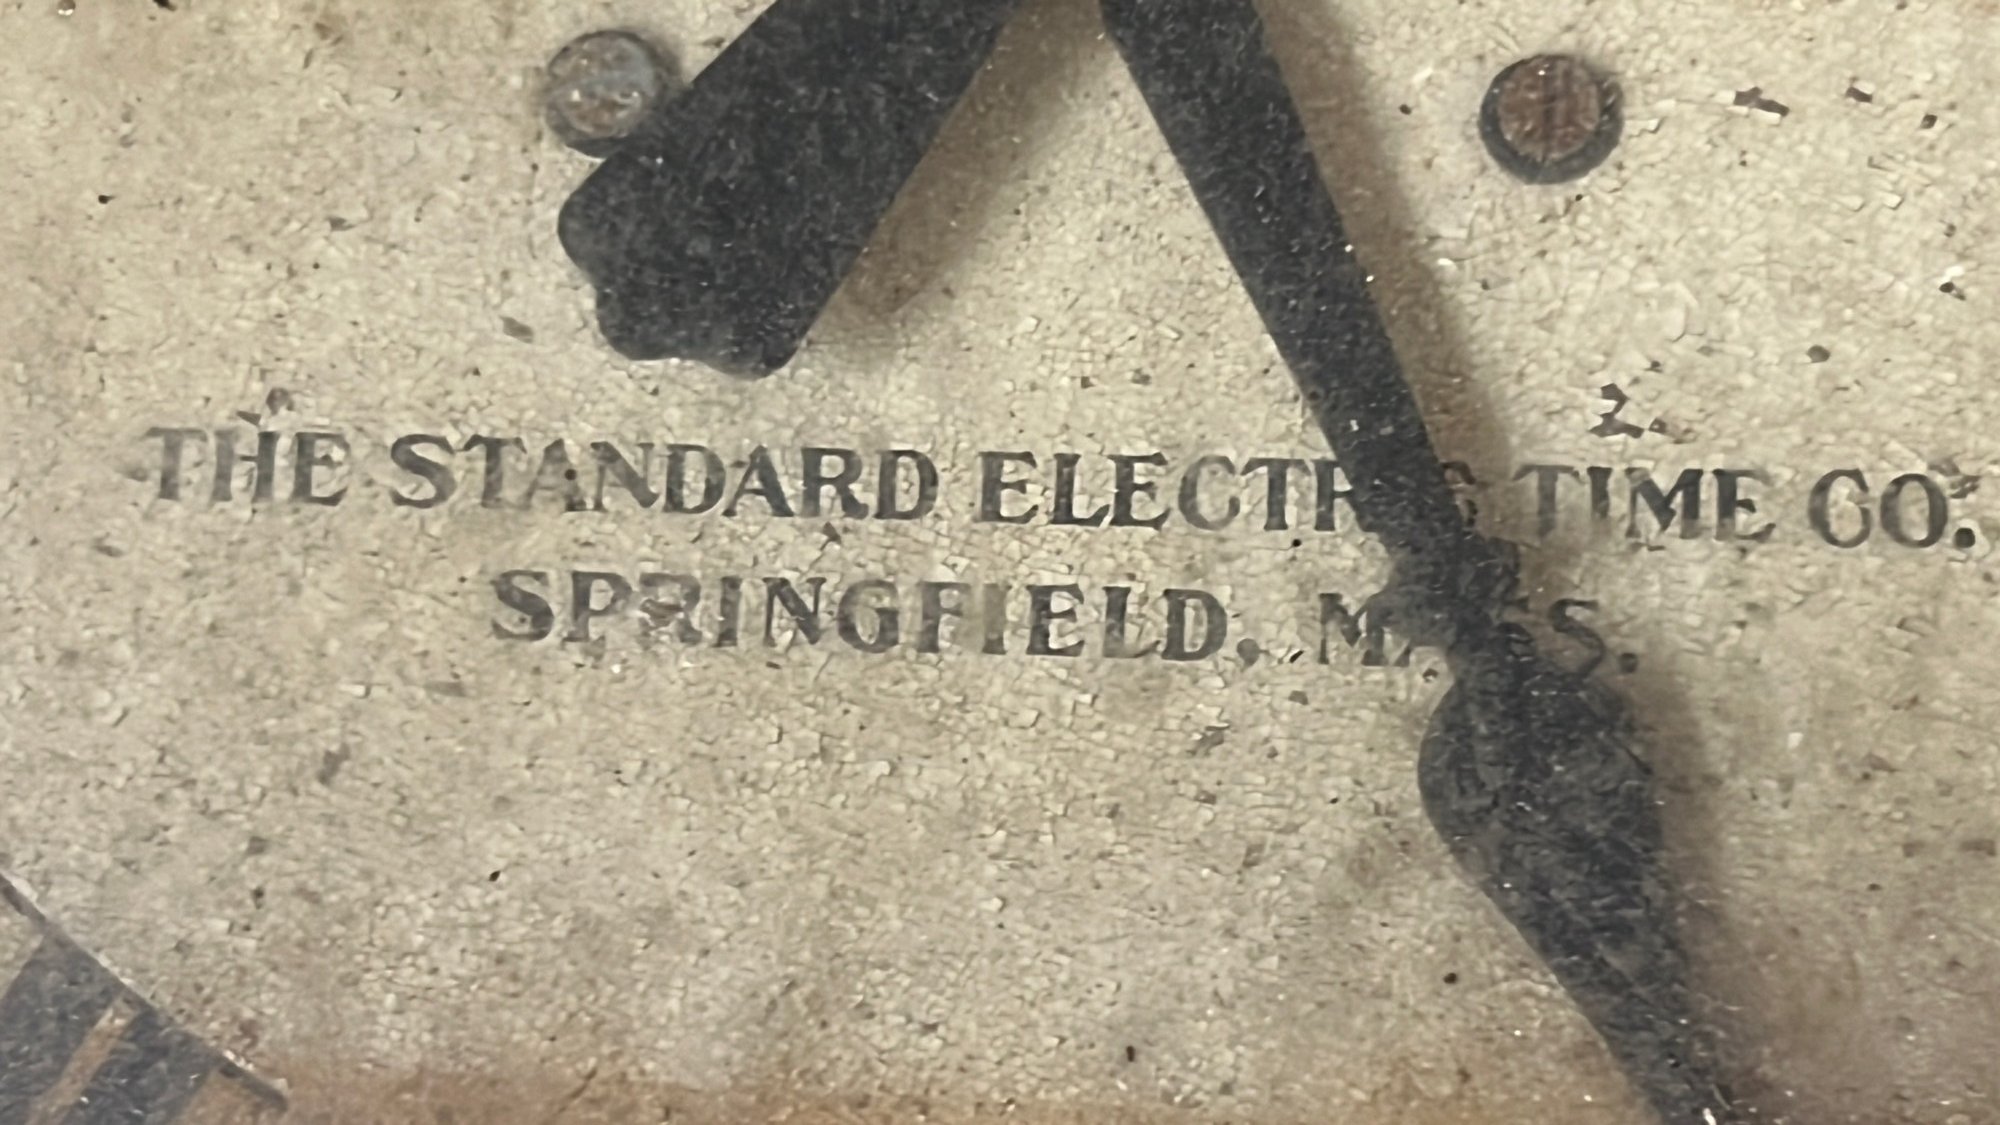 THE STANDARD ELECTRIC TIME CO.
SPRINGFIELD, MASS.